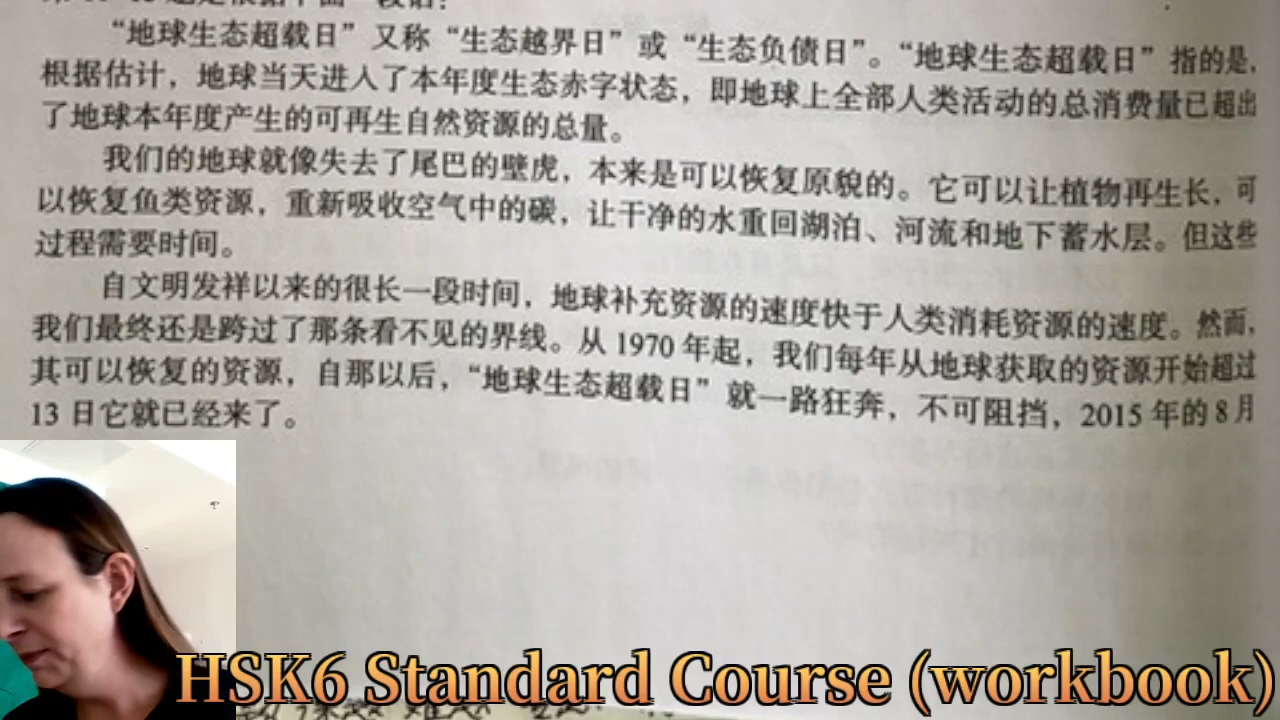 “地球生态超载日”又称“生态越界日”或“生态负债日”。“地球生态超载日”指的是，
根据估计，地球当天进入了本年度生态赤字状态，即地球上全部人类活动的总消费量已超出
了地球本年度产生的可再生自然资源的总量。
我们的地球就像失去了尾巴的壁虎，本来是可以恢复原貌的。它可以让植物再生长，可
以恢复鱼类资源，重新吸收空气中的碳，让干净的水重回湖泊、河流和地下蓄水层。但这些
过程需要时间。
自文明发祥以来的很长一段时间，地球补充资源的速度快于人类消耗资源的速度。然而，
我们最终还是跨过了那条看不见的界线。从1970年起，我们每年从地球获取的资源开始超过
其可以恢复的资源，自那以后，“地球生态超载日”就一路狂奔，不可阻挡，2015年的8月
13日它就已经来了。
HSK6 Standard Course (workbook)